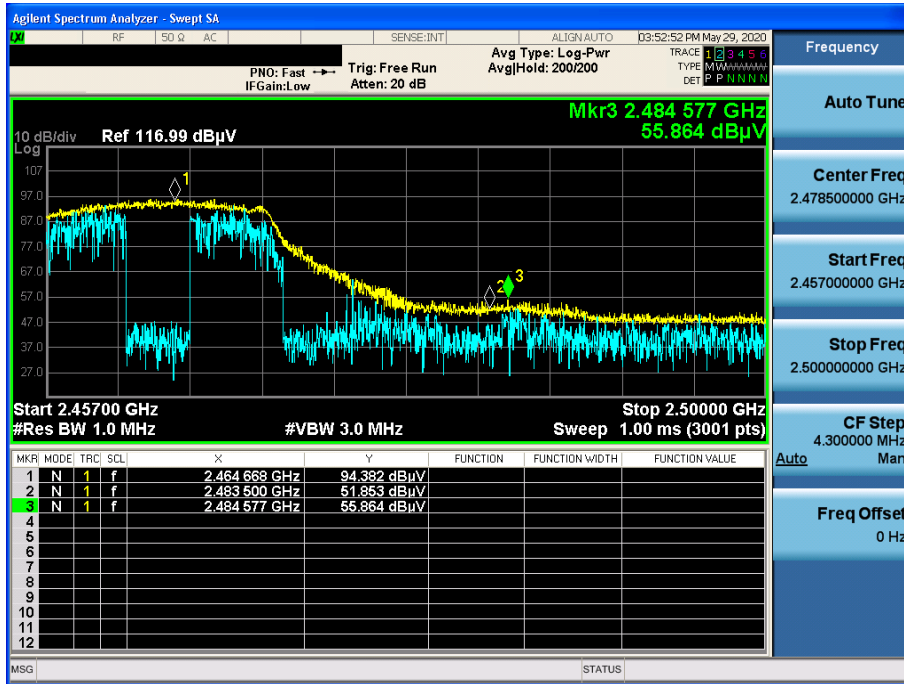 Agilent Spectrum Analyzer - Swept SA
LXI RF 50 Ω AC SENSE:INT ALIGN AUTO 03:52:52 PM May 29, 2020
Frequency
PNO: Fast
IFGain:Low
Trig: Free Run
Atten: 20 dB
Avg Type: Log-Pwr
Avg|Hold: 200/200
TRACE 1 2 3 4 5 6
TYPE M W W W W W
DET P P N N N N
Auto Tune
Mkr3 2.484 577 GHz
55.864 dBµV
10 dB/div Ref 116.99 dBµV
Log
107
97.0
87.0
77.0
67.0
57.0
47.0
37.0
27.0
1
2
3
Center Freq
2.478500000 GHz
Start Freq
2.457000000 GHz
Stop Freq
2.500000000 GHz
Start 2.45700 GHz Stop 2.50000 GHz
#Res BW 1.0 MHz #VBW 3.0 MHz Sweep 1.00 ms (3001 pts)
CF Step
4.300000 MHz
Auto Man
Freq Offset
0 Hz
MKR MODE TRC SCL X Y FUNCTION FUNCTION WIDTH FUNCTION VALUE
1 N 1 f 2.464 668 GHz 94.382 dBµV
2 N 1 f 2.483 500 GHz 51.853 dBµV
3 N 1 f 2.484 577 GHz 55.864 dBµV
4
5
6
7
8
9
10
11
12
MSG STATUS